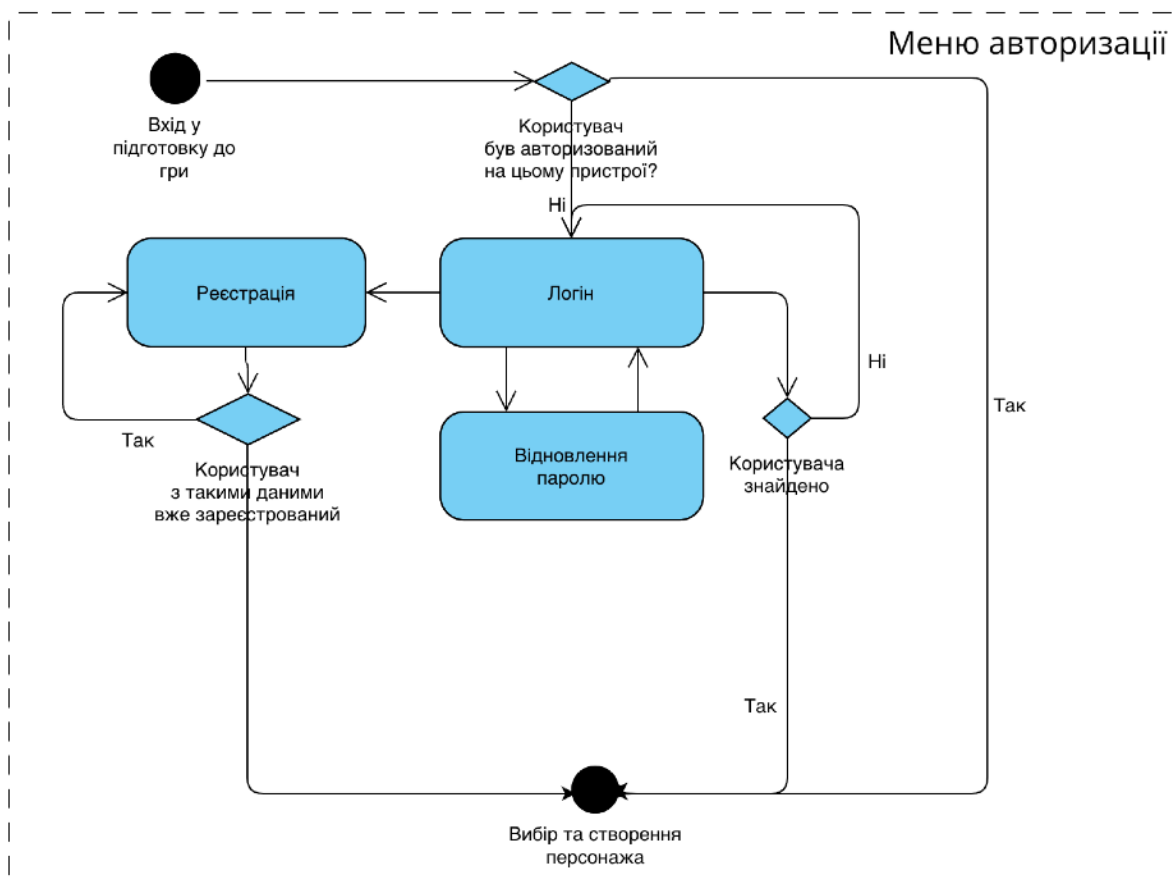 Меню авторизації
Вхід у
підготовку до
гри
Користувач
був авторизований
на цьому пристрої?
Ні
Реєстрація
Логін
Ні
Так
Так
Відновлення
паролю
Користувача
знайдено
Користувач
з такими даними
вже зареєстрований
Так
Вибір та створення
персонажа